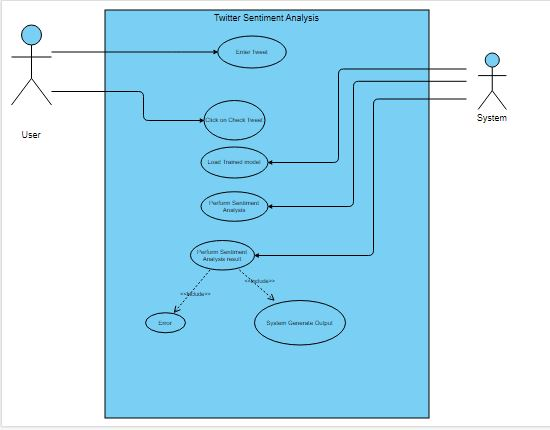 Twitter Sentiment Analysis
Enter Tweet
User
Click on Check Tweet
System
Load Trained model
Perform Sentiment
Analysis
Perform Sentiment
Analysis result
<<Include>>
<<Include>>
Error
System Generate Output